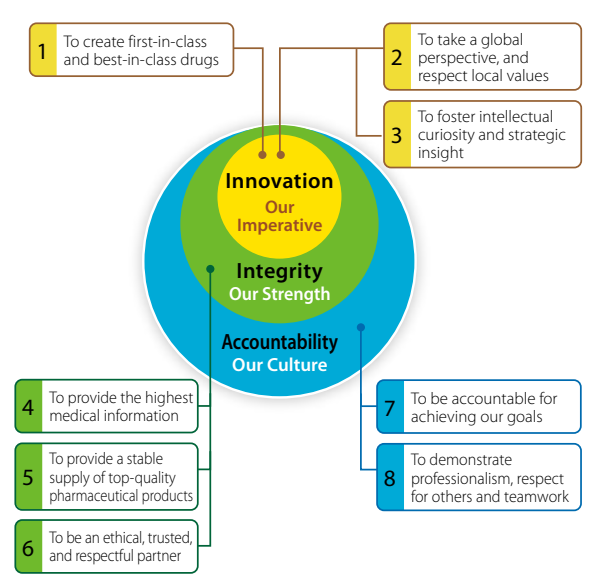 1
To create first-in-class
and best-in-class drugs
2
To take a global
perspective, and
respect local values
3
To foster intellectual
curiosity and strategic
insight
Innovation
Our
Imperative
Integrity
Our Strength
Accountability
Our Culture
4
To provide the highest
medical information
5
To provide a stable
supply of top-quality
pharmaceutical products
6
To be an ethical, trusted,
and respectful partner
7
To be accountable for
achieving our goals
8
To demonstrate
professionalism, respect
for others and teamwork